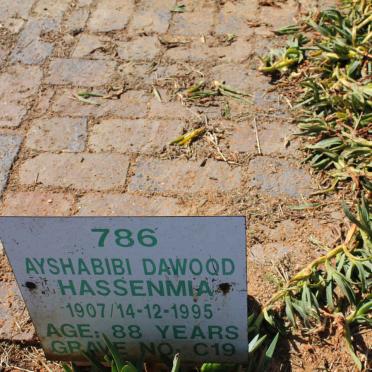 786
AYSHABIBI DAWOOD
HASSENMIA
1907/14-12-1995
AGE. 88 YEARS
GRAVE NO. C19